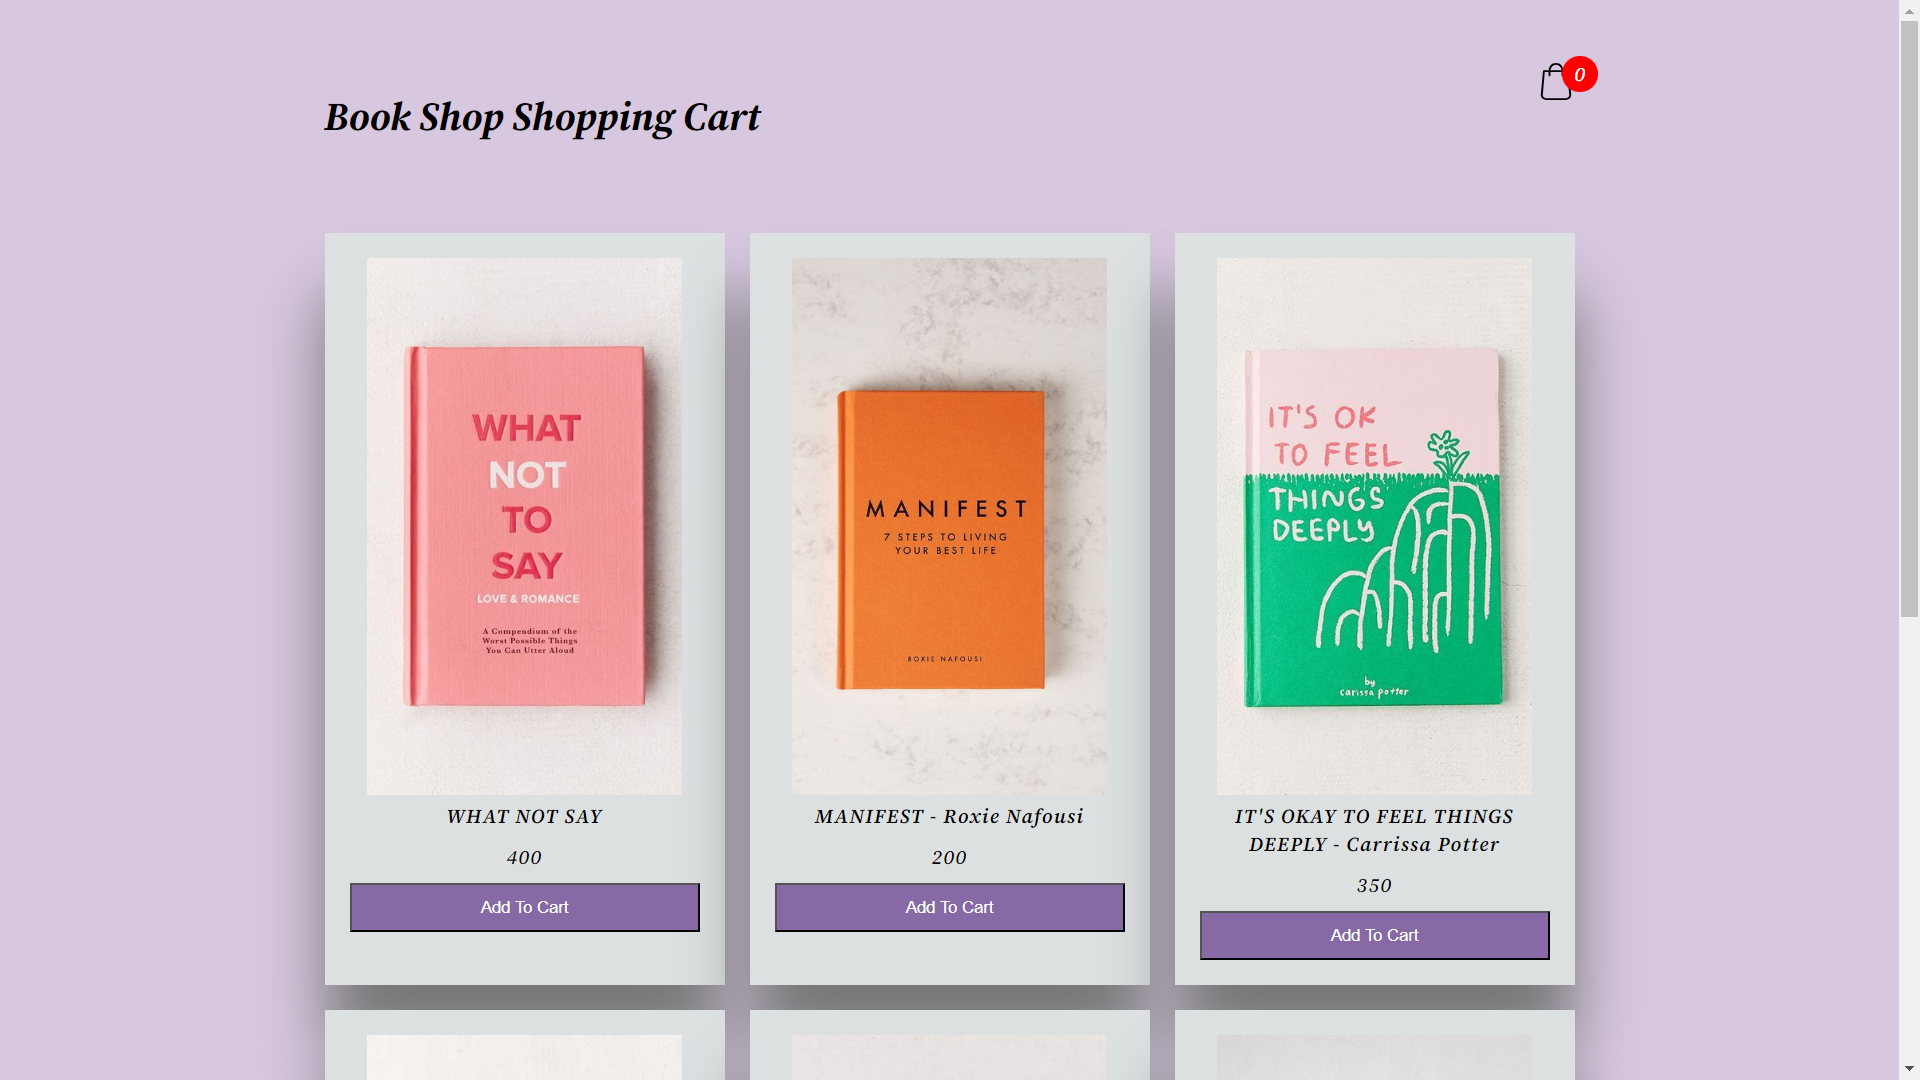 0
Book Shop Shopping Cart
WHAT
NOT
TO
SAY
LOVE & ROMANCE
A Compendium of the
Worst Possible Things
You Can Utter Aloud
MANIFEST
7 STEPS TO LIVING
YOUR BEST LIFE
ROXIE NAFOUSI
IT'S OK
TO FEEL
THINGS
DEEPLY
by
carissa potter
WHAT NOT SAY
400
Add To Cart
MANIFEST - Roxie Nafousi
200
Add To Cart
IT'S OKAY TO FEEL THINGS
DEEPLY - Carrissa Potter
350
Add To Cart